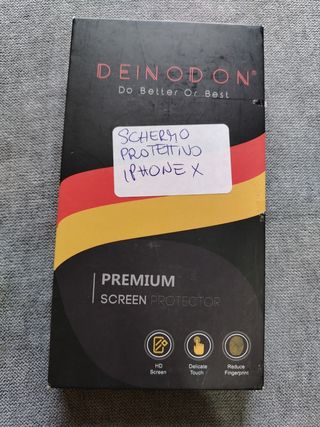 DEINODON®
Do Better Or Best
SCHERMO
PROTETTIVO
IPHONE X
PREMIUM
SCREEN PROTECTOR
HD
Screen
Delicate
Touch
Reduce
Fingerprint